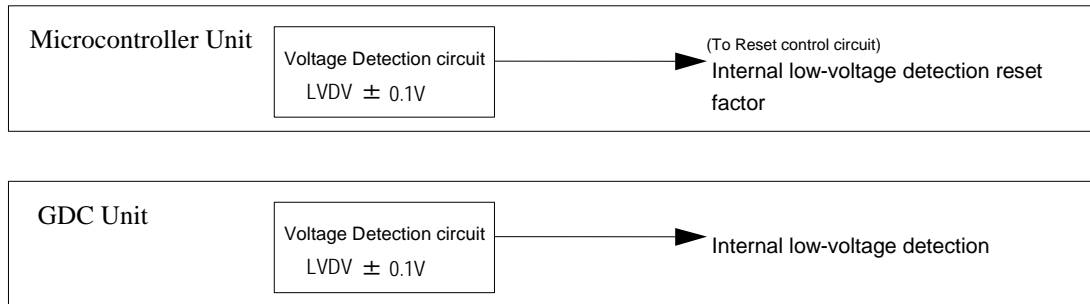 Microcontroller Unit
Voltage Detection circuit
LVDV ± 0.1V
(To Reset control circuit)
Internal low-voltage detection reset
factor
GDC Unit
Voltage Detection circuit
LVDV ± 0.1V
Internal low-voltage detection